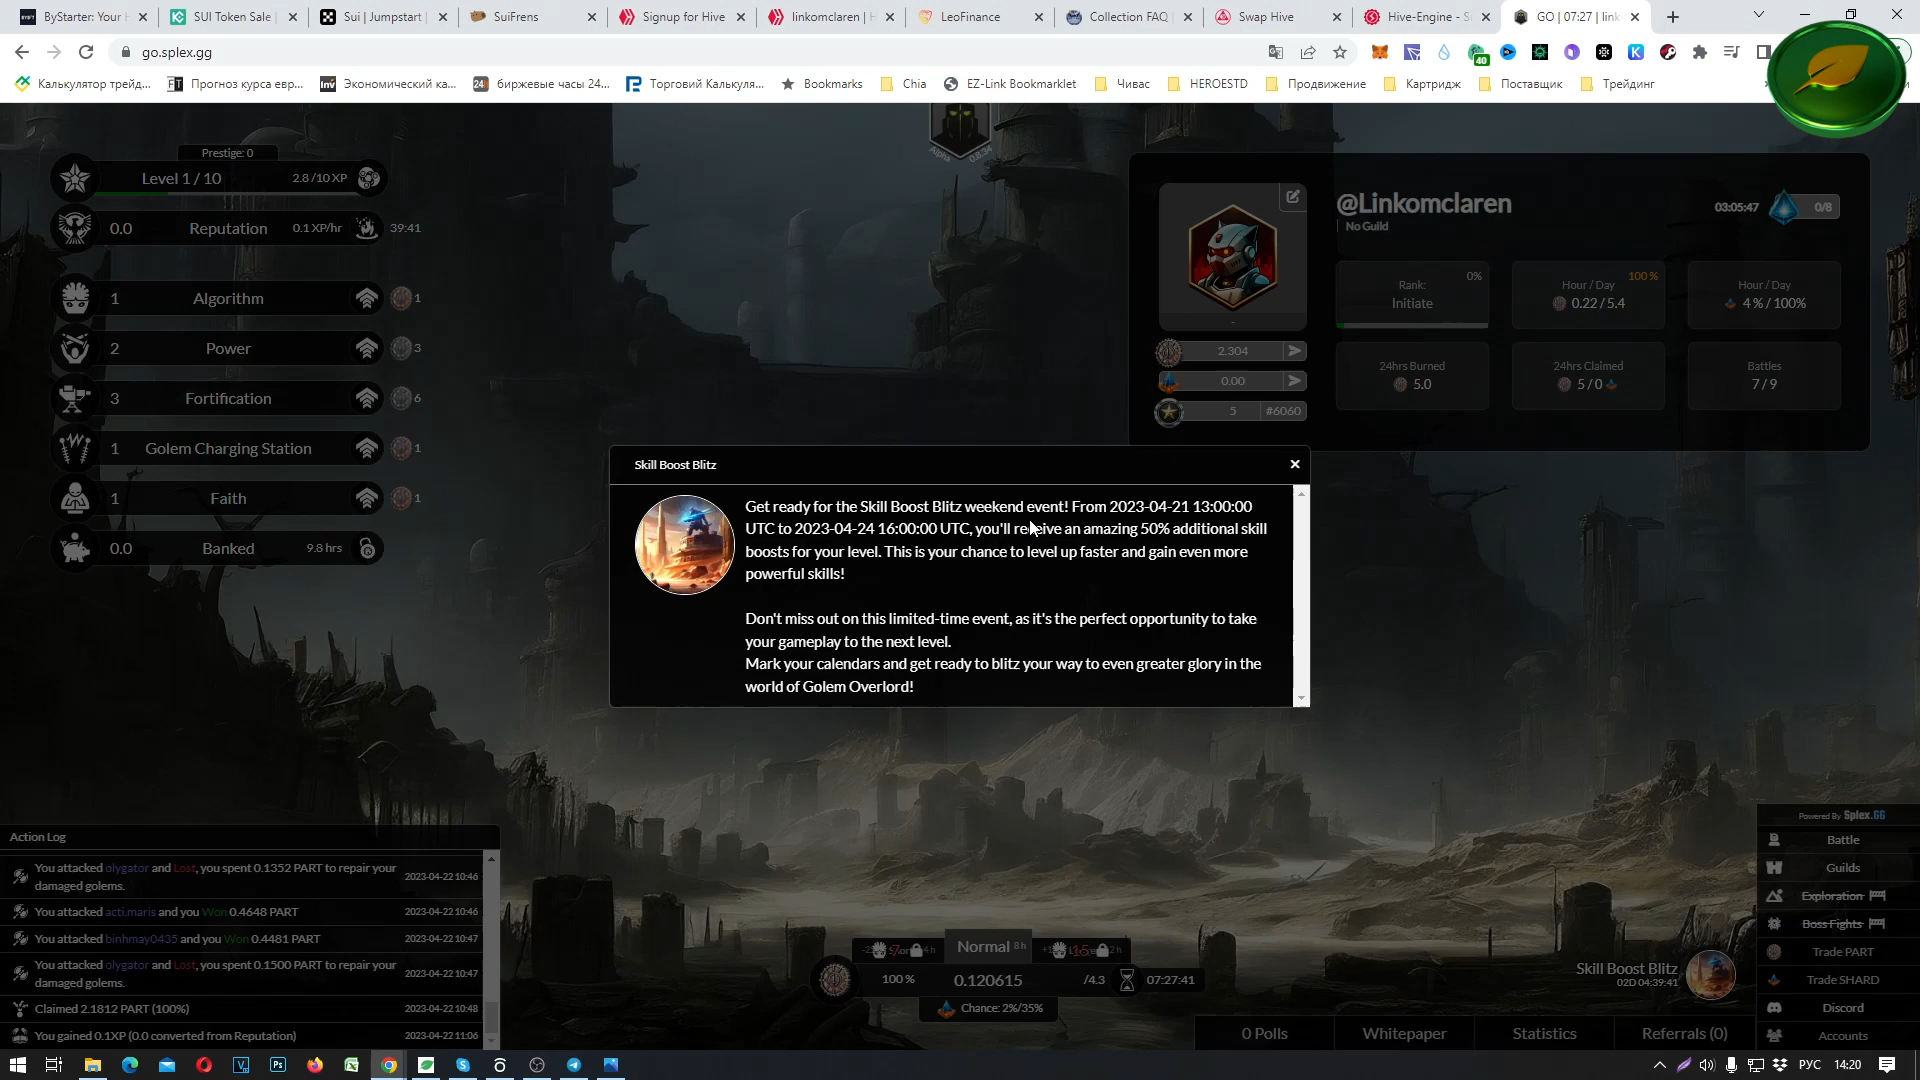 ByStarter: Your I
SUI Token Sale
Sui | Jumpstart
SuiFrens
Signup for Hive
linkomclaren | H
LeoFinance
Collection FAQ
Swap Hive
Hive-Engine - S
GO | 07:27 | link
go.splex.gg
40
Калькулятор трейд...
Прогноз курса евр...
Экономический ка...
биржевые часы 24...
Торговий Калькуля...
Bookmarks
Chia
EZ-Link Bookmarklet
Чивас
HEROESTD
Продвижение
Картридж
Поставщик
Трейдинг
Alpha 0.8.34
Prestige: 0
Level 1 / 10 2.8 /10 XP
0.0 Reputation 0.1 XP/hr 39:41
1 Algorithm 1
2 Power 3
3 Fortification 6
1 Golem Charging Station 1
1 Faith 1
0.0 Banked 9.8 hrs
@Linkomclaren
No Guild
03:05:47 0/8
Rank: 0%
Initiate
Hour / Day 100 %
0.22 / 5.4
Hour / Day
4 % / 100%
24hrs Burned
5.0
24hrs Claimed
5 / 0
Battles
7 / 9
-
2.304
0.00
5 #6060
Skill Boost Blitz
Get ready for the Skill Boost Blitz weekend event! From 2023-04-21 13:00:00
UTC to 2023-04-24 16:00:00 UTC, you'll receive an amazing 50% additional skill
boosts for your level. This is your chance to level up faster and gain even more
powerful skills!
Don't miss out on this limited-time event, as it's the perfect opportunity to take
your gameplay to the next level.
Mark your calendars and get ready to blitz your way to even greater glory in the
world of Golem Overlord!
Action Log
You attacked olygator and Lost, you spent 0.1352 PART to repair your
damaged golems.
2023-04-22 10:46
You attacked acti.maris and you Won 0.4648 PART 2023-04-22 10:46
You attacked binhmay0435 and you Won 0.4481 PART 2023-04-22 10:47
You attacked olygator and Lost, you spent 0.1500 PART to repair your
damaged golems.
2023-04-22 10:47
Claimed 2.1812 PART (100%) 2023-04-22 10:48
You gained 0.1XP (0.0 converted from Reputation) 2023-04-22 11:06
Normal 8 h
100 % 0.120615 /4.3 07:27:41
Chance: 2%/35%
Skill Boost Blitz
02D 04:39:41
Powered By Splex.GG
Battle
Guilds
Exploration
Boss Fights
Trade PART
Trade SHARD
Discord
Accounts
0 Polls
Whitepaper
Statistics
Referrals (0)
РУС
14:20